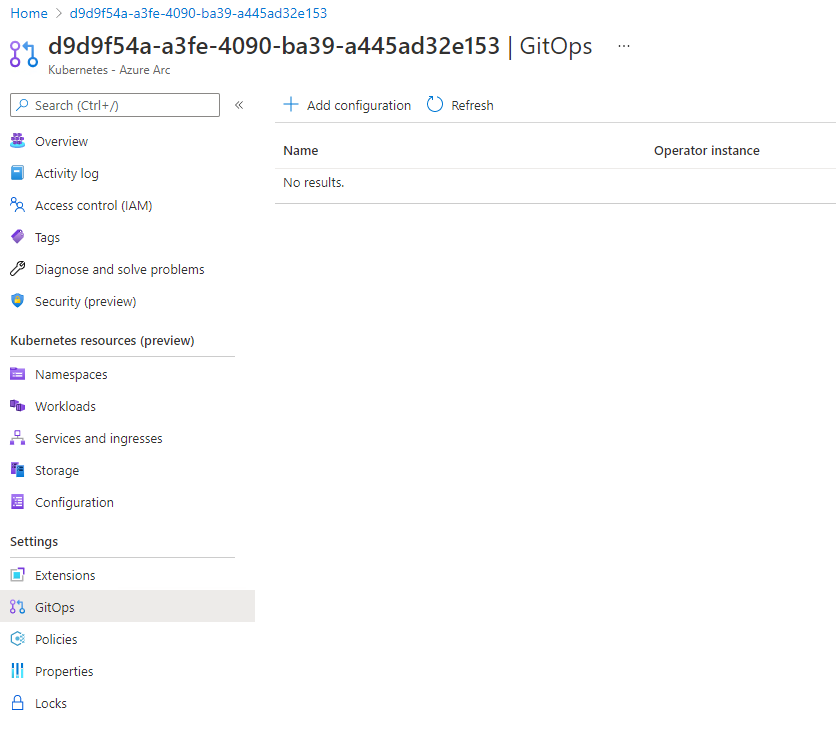 Home > d9d9f54a-a3fe-4090-ba39-a445ad32e153
d9d9f54a-a3fe-4090-ba39-a445ad32e153 | GitOps ...
Kubernetes - Azure Arc
Search (Ctrl+/) «
+ Add configuration Refresh
Name Operator instance
No results.
Overview
Activity log
Access control (IAM)
Tags
Diagnose and solve problems
Security (preview)
Kubernetes resources (preview)
Namespaces
Workloads
Services and ingresses
Storage
Configuration
Settings
Extensions
GitOps
Policies
Properties
Locks